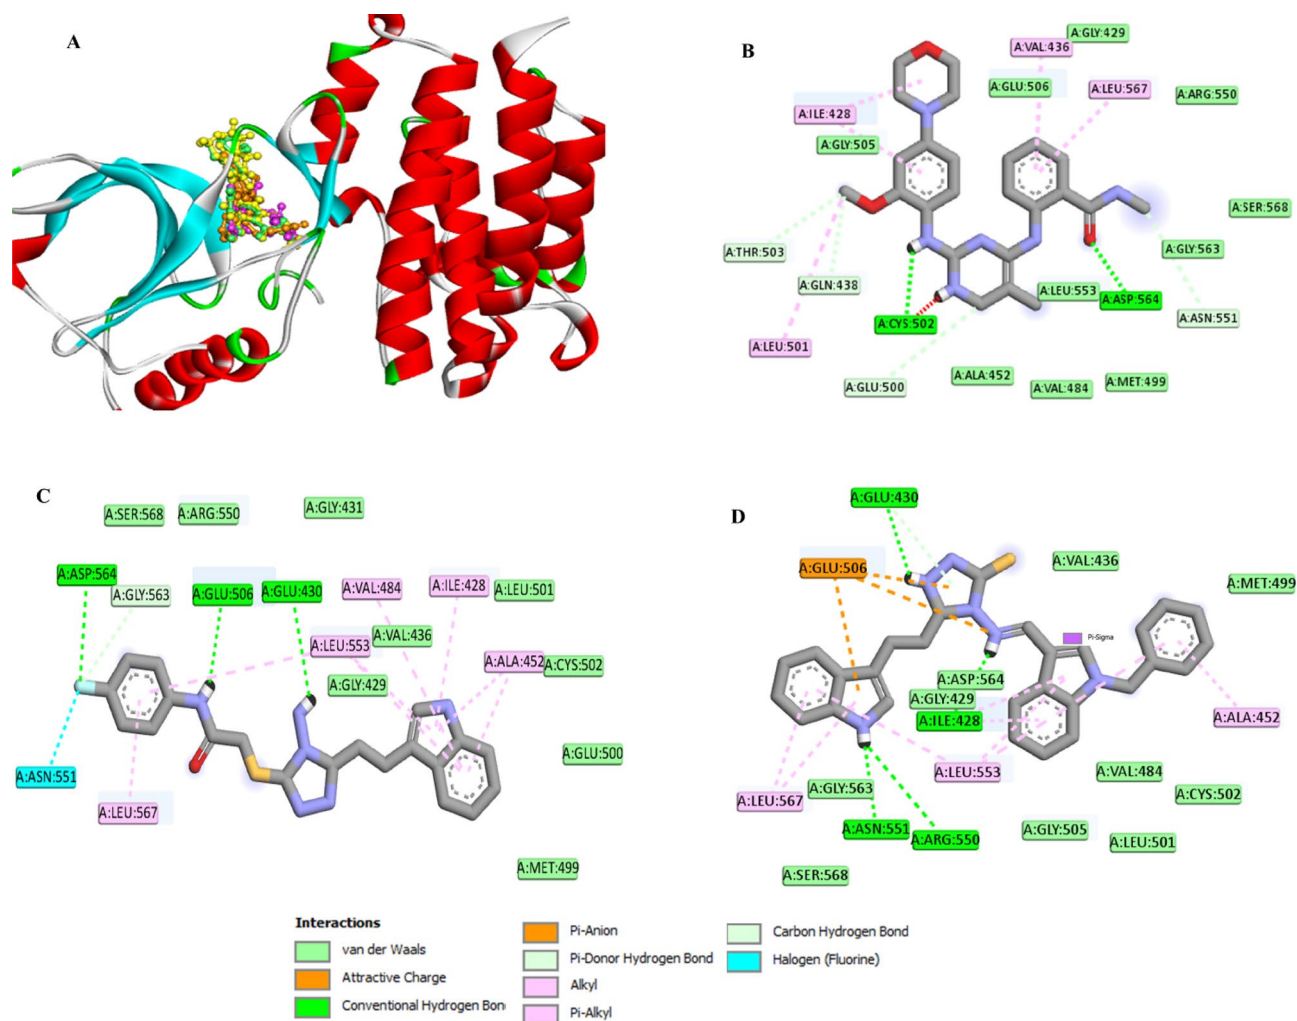 A
B
A:GLY:429
A:VAL:436
A:GLU:506
A:LEU:567
A:ARG:550
A:ILE:428
A:GLY:505
A:SER:568
A:THR:503
A:GLY:563
A:GLN:438
A:LEU:553
A:ASP:564
A:CYS:502
A:ASN:551
A:LEU:501
A:GLU:500
A:ALA:452
A:VAL:484
A:MET:499
C
A:SER:568
A:ARG:550
A:GLY:431
A:ASP:564
A:GLY:563
A:GLU:506
A:GLU:430
A:VAL:484
A:ILE:428
A:LEU:501
A:LEU:553
A:VAL:436
A:ALA:452
A:CYS:502
A:GLY:429
A:GLU:500
A:ASN:551
A:LEU:567
A:MET:499
D
A:GLU:430
A:GLU:506
A:VAL:436
A:MET:499
Pi-Sigma
A:ASP:564
A:GLY:429
A:ILE:428
A:ALA:452
A:LEU:553
A:VAL:484
A:LEU:567
A:GLY:563
A:CYS:502
A:ASN:551
A:ARG:550
A:GLY:505
A:LEU:501
A:SER:568
Interactions
van der Waals
Attractive Charge
Conventional Hydrogen Bon
Pi-Anion
Pi-Donor Hydrogen Bond
Alkyl
Pi-Alkyl
Carbon Hydrogen Bond
Halogen (Fluorine)